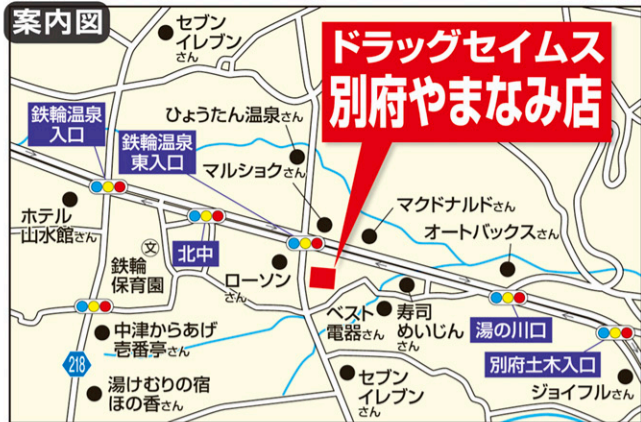 案内図
セブン
イレブン
さん
ドラッグセイムス
別府やまなみ店
鉄輪温泉
入口
ひょうたん温泉さん
鉄輪温泉
東入口
マルショクさん
ホテル
山水館さん
マクドナルドさん
オートバックスさん
文
北中
鉄輪
保育園
ローソン
さん
ベスト
電器さん
寿司
めいじん
さん
湯の川口
中津からあげ
壱番亭さん
別府土木入口
218
湯けむりの宿
ほの香さん
セブン
イレブン
さん
ジョイフルさん